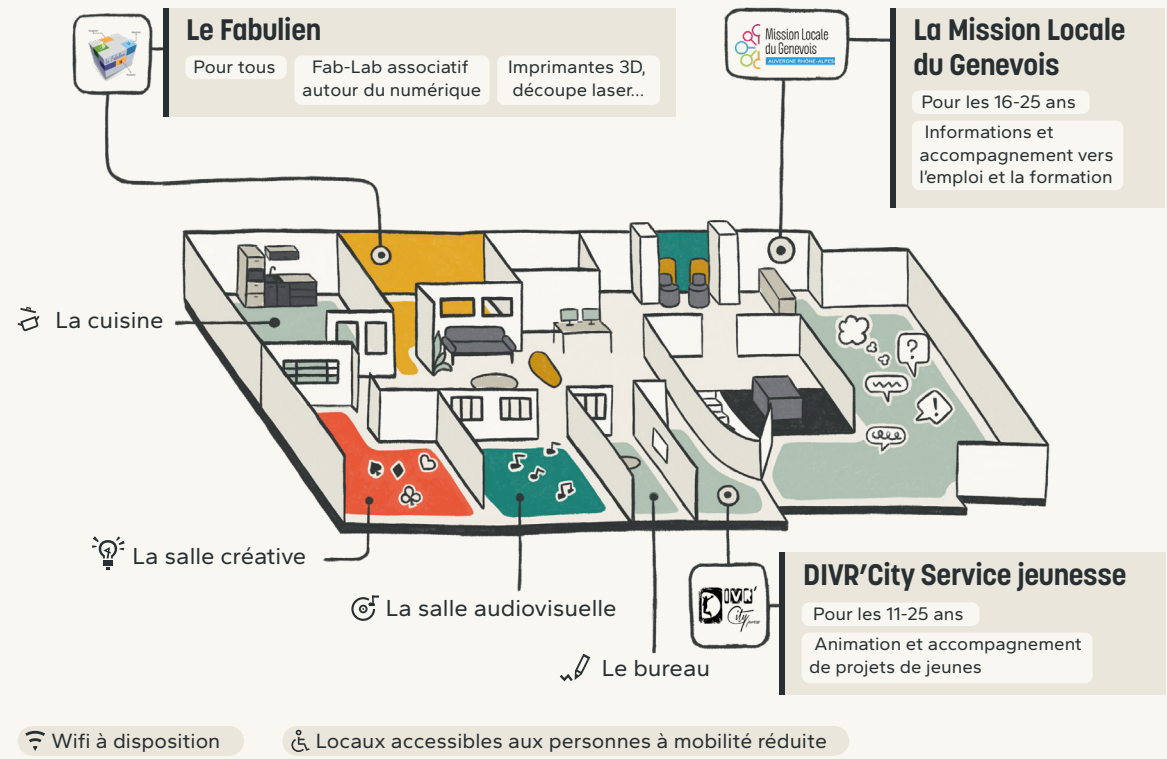 Le Fabulien
Pour tous
Fab-Lab associatif
autour du numérique
Imprimantes 3D,
découpe laser...
Mission Locale
du Genevois
AUVERGNE RHÔNE-ALPES
La Mission Locale
du Genevois
Pour les 16-25 ans
Informations et
accompagnement vers
l'emploi et la formation
?
!
La cuisine
La salle créative
La salle audiovisuelle
Le bureau
DIVR'
City
DIVR'City Service jeunesse
Pour les 11-25 ans
Animation et accompagnement
de projets de jeunes
Wifi à disposition
Locaux accessibles aux personnes à mobilité réduite